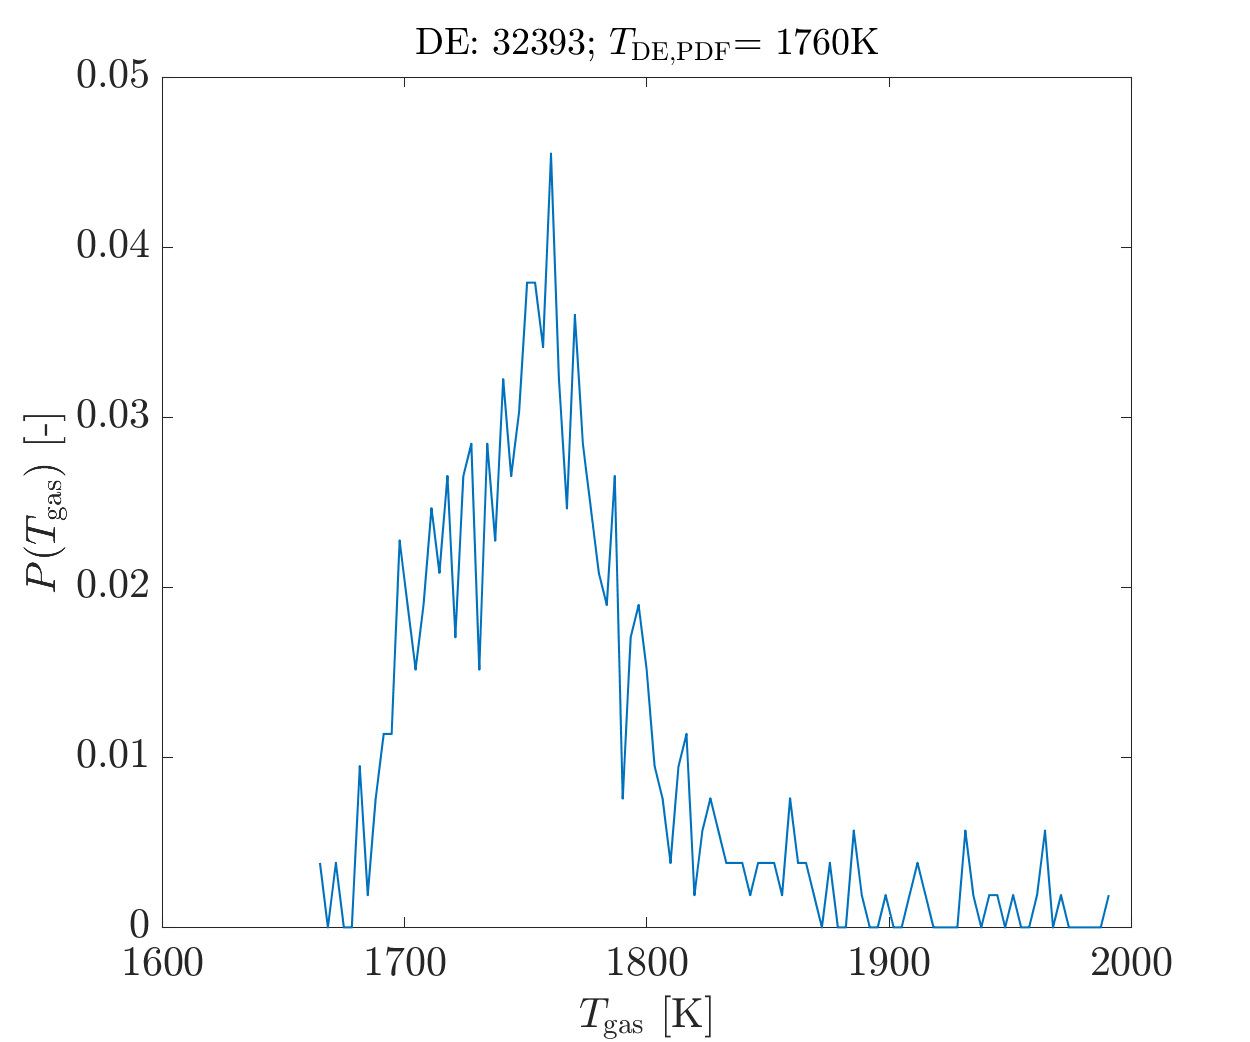 DE: 32393; T_DE,PDF= 1760K
0.05
0.04
0.03
0.02
0.01
0
P(T_gas) [-]
1600 1700 1800 1900 2000
T_gas [K]